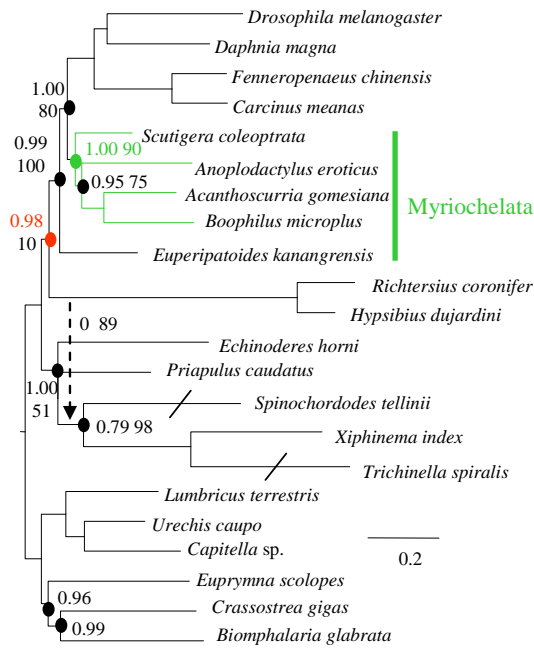 Drosophila melanogaster
Daphnia magna
Fenneropenaeus chinensis
1.00
80
Carcinus meanas
Scutigera coleoptrata
0.99
100
1.00 90
Anoplodactylus eroticus
0.95 75
Acanthoscurria gomesiana
Myriochelata
Boophilus microplus
0.98
10
Euperipatoides kanangrensis
Richtersius coronifer
Hypsibius dujardini
0 89
Echinoderes horni
Priapulus caudatus
1.00
51
Spinochordodes tellinii
0.79 98
Xiphinema index
Trichinella spiralis
Lumbricus terrestris
Urechis caupo
Capitella sp.
0.2
Euprymna scolopes
0.96
Crassostrea gigas
0.99
Biomphalaria glabrata